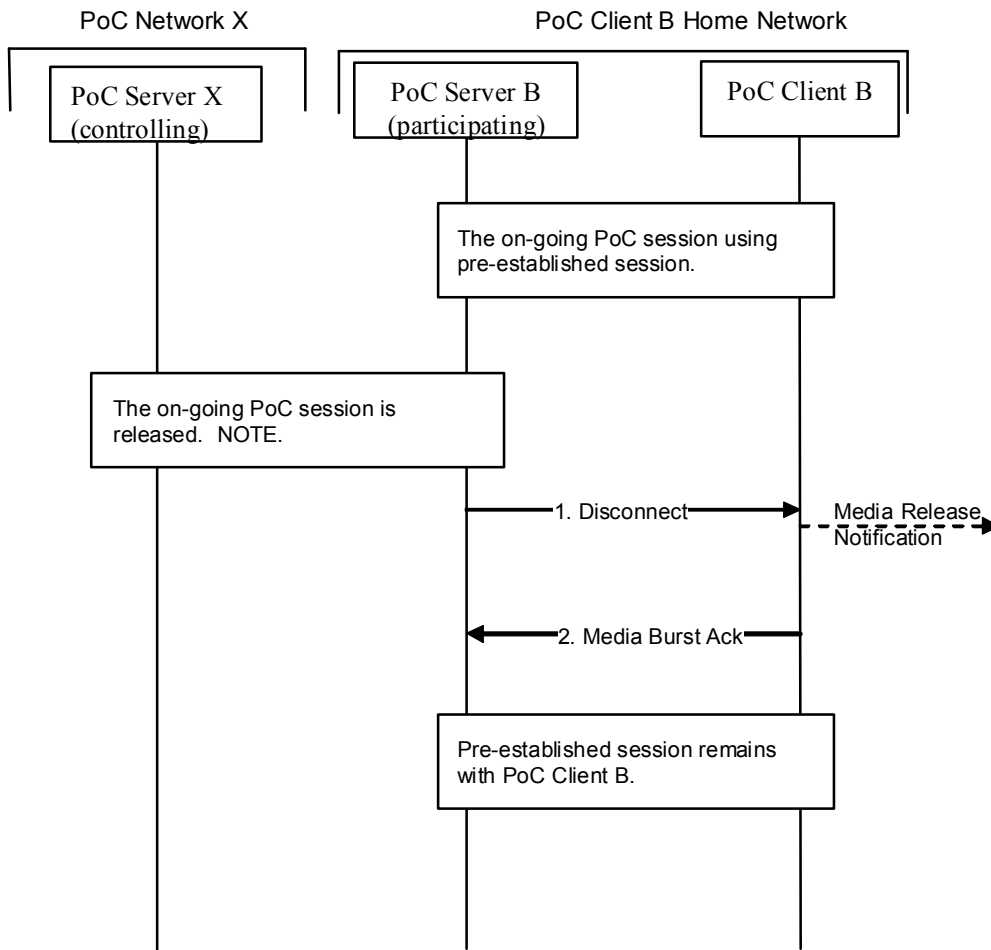 PoC Network X
PoC Client B Home Network
PoC Server X
(controlling)
PoC Server B
(participating)
PoC Client B
The on-going PoC session using
pre-established session.
The on-going PoC session is
released. NOTE.
1. Disconnect
Media Release
Notification
2. Media Burst Ack
Pre-established session remains
with PoC Client B.